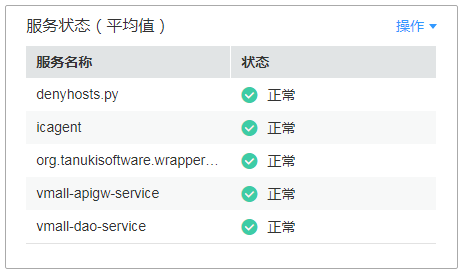 服务状态（平均值）
操作
服务名称 状态
denyhosts.py 正常
icagent 正常
org.tanukisoftware.wrapper… 正常
vmall-apigw-service 正常
vmall-dao-service 正常